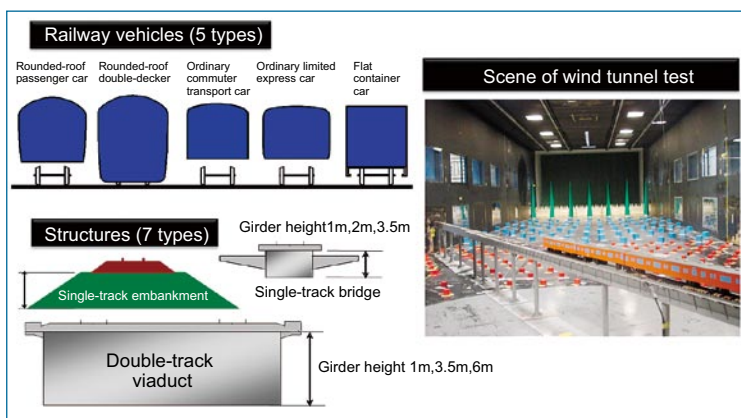 Railway vehicles (5 types)
Rounded-roof
passenger car
Rounded-roof
double-decker
Ordinary
commuter
transport car
Ordinary limited
express car
Flat
container
car
Scene of wind tunnel test
Structures (7 types)
Girder height1m,2m,3.5m
Single-track embankment
Single-track bridge
Double-track
viaduct
Girder height 1m,3.5m,6m